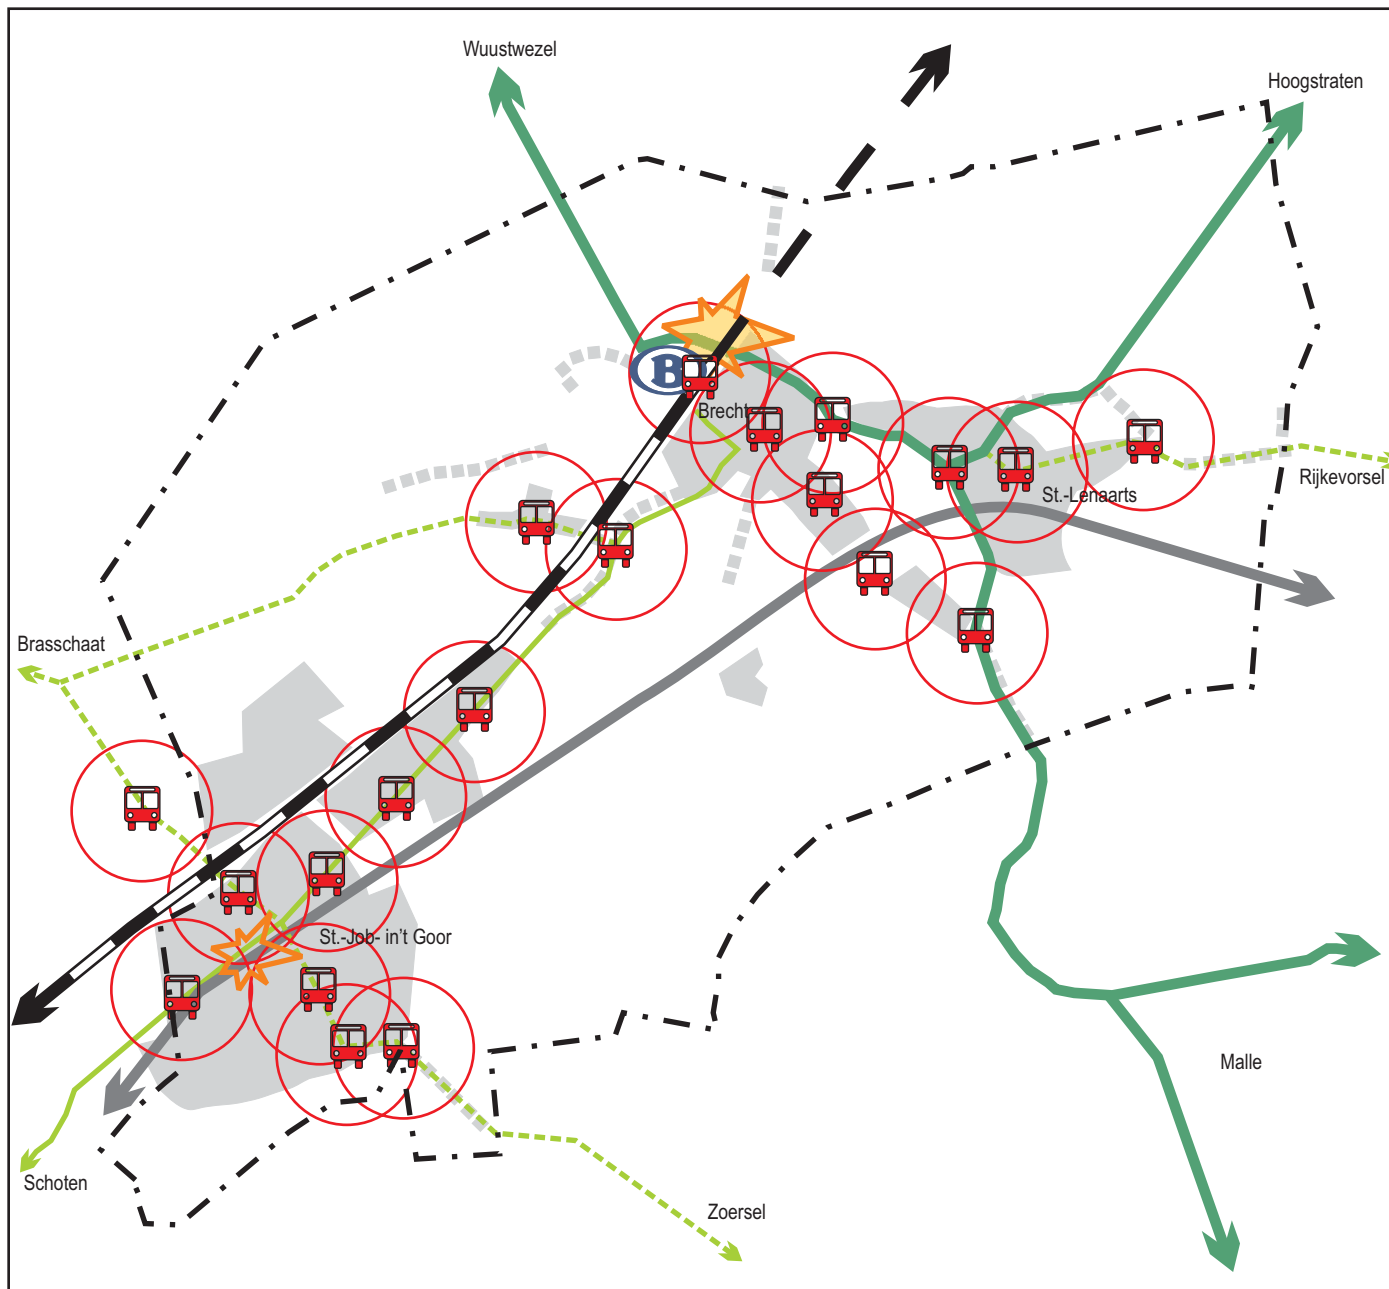 Wuustwezel
Hoogstraten
B
Brecht
Rijkevorsel
St.-Lenaarts
Brasschaat
St.-Job- in't Goor
Malle
Schoten
Zoersel